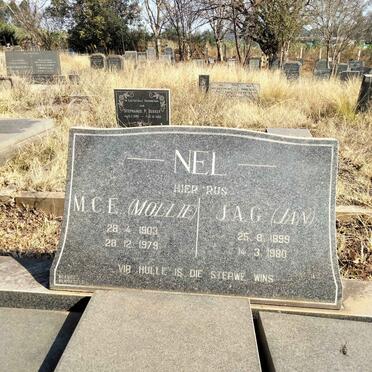 NEL
HIER RUS
M.C.E. (MOLLIE) J.A.G. (JAN)
28.4.1903 25.8.1899
28.12.1979 14.3.1980
VIR HULLE IS DIE STERWE WINS